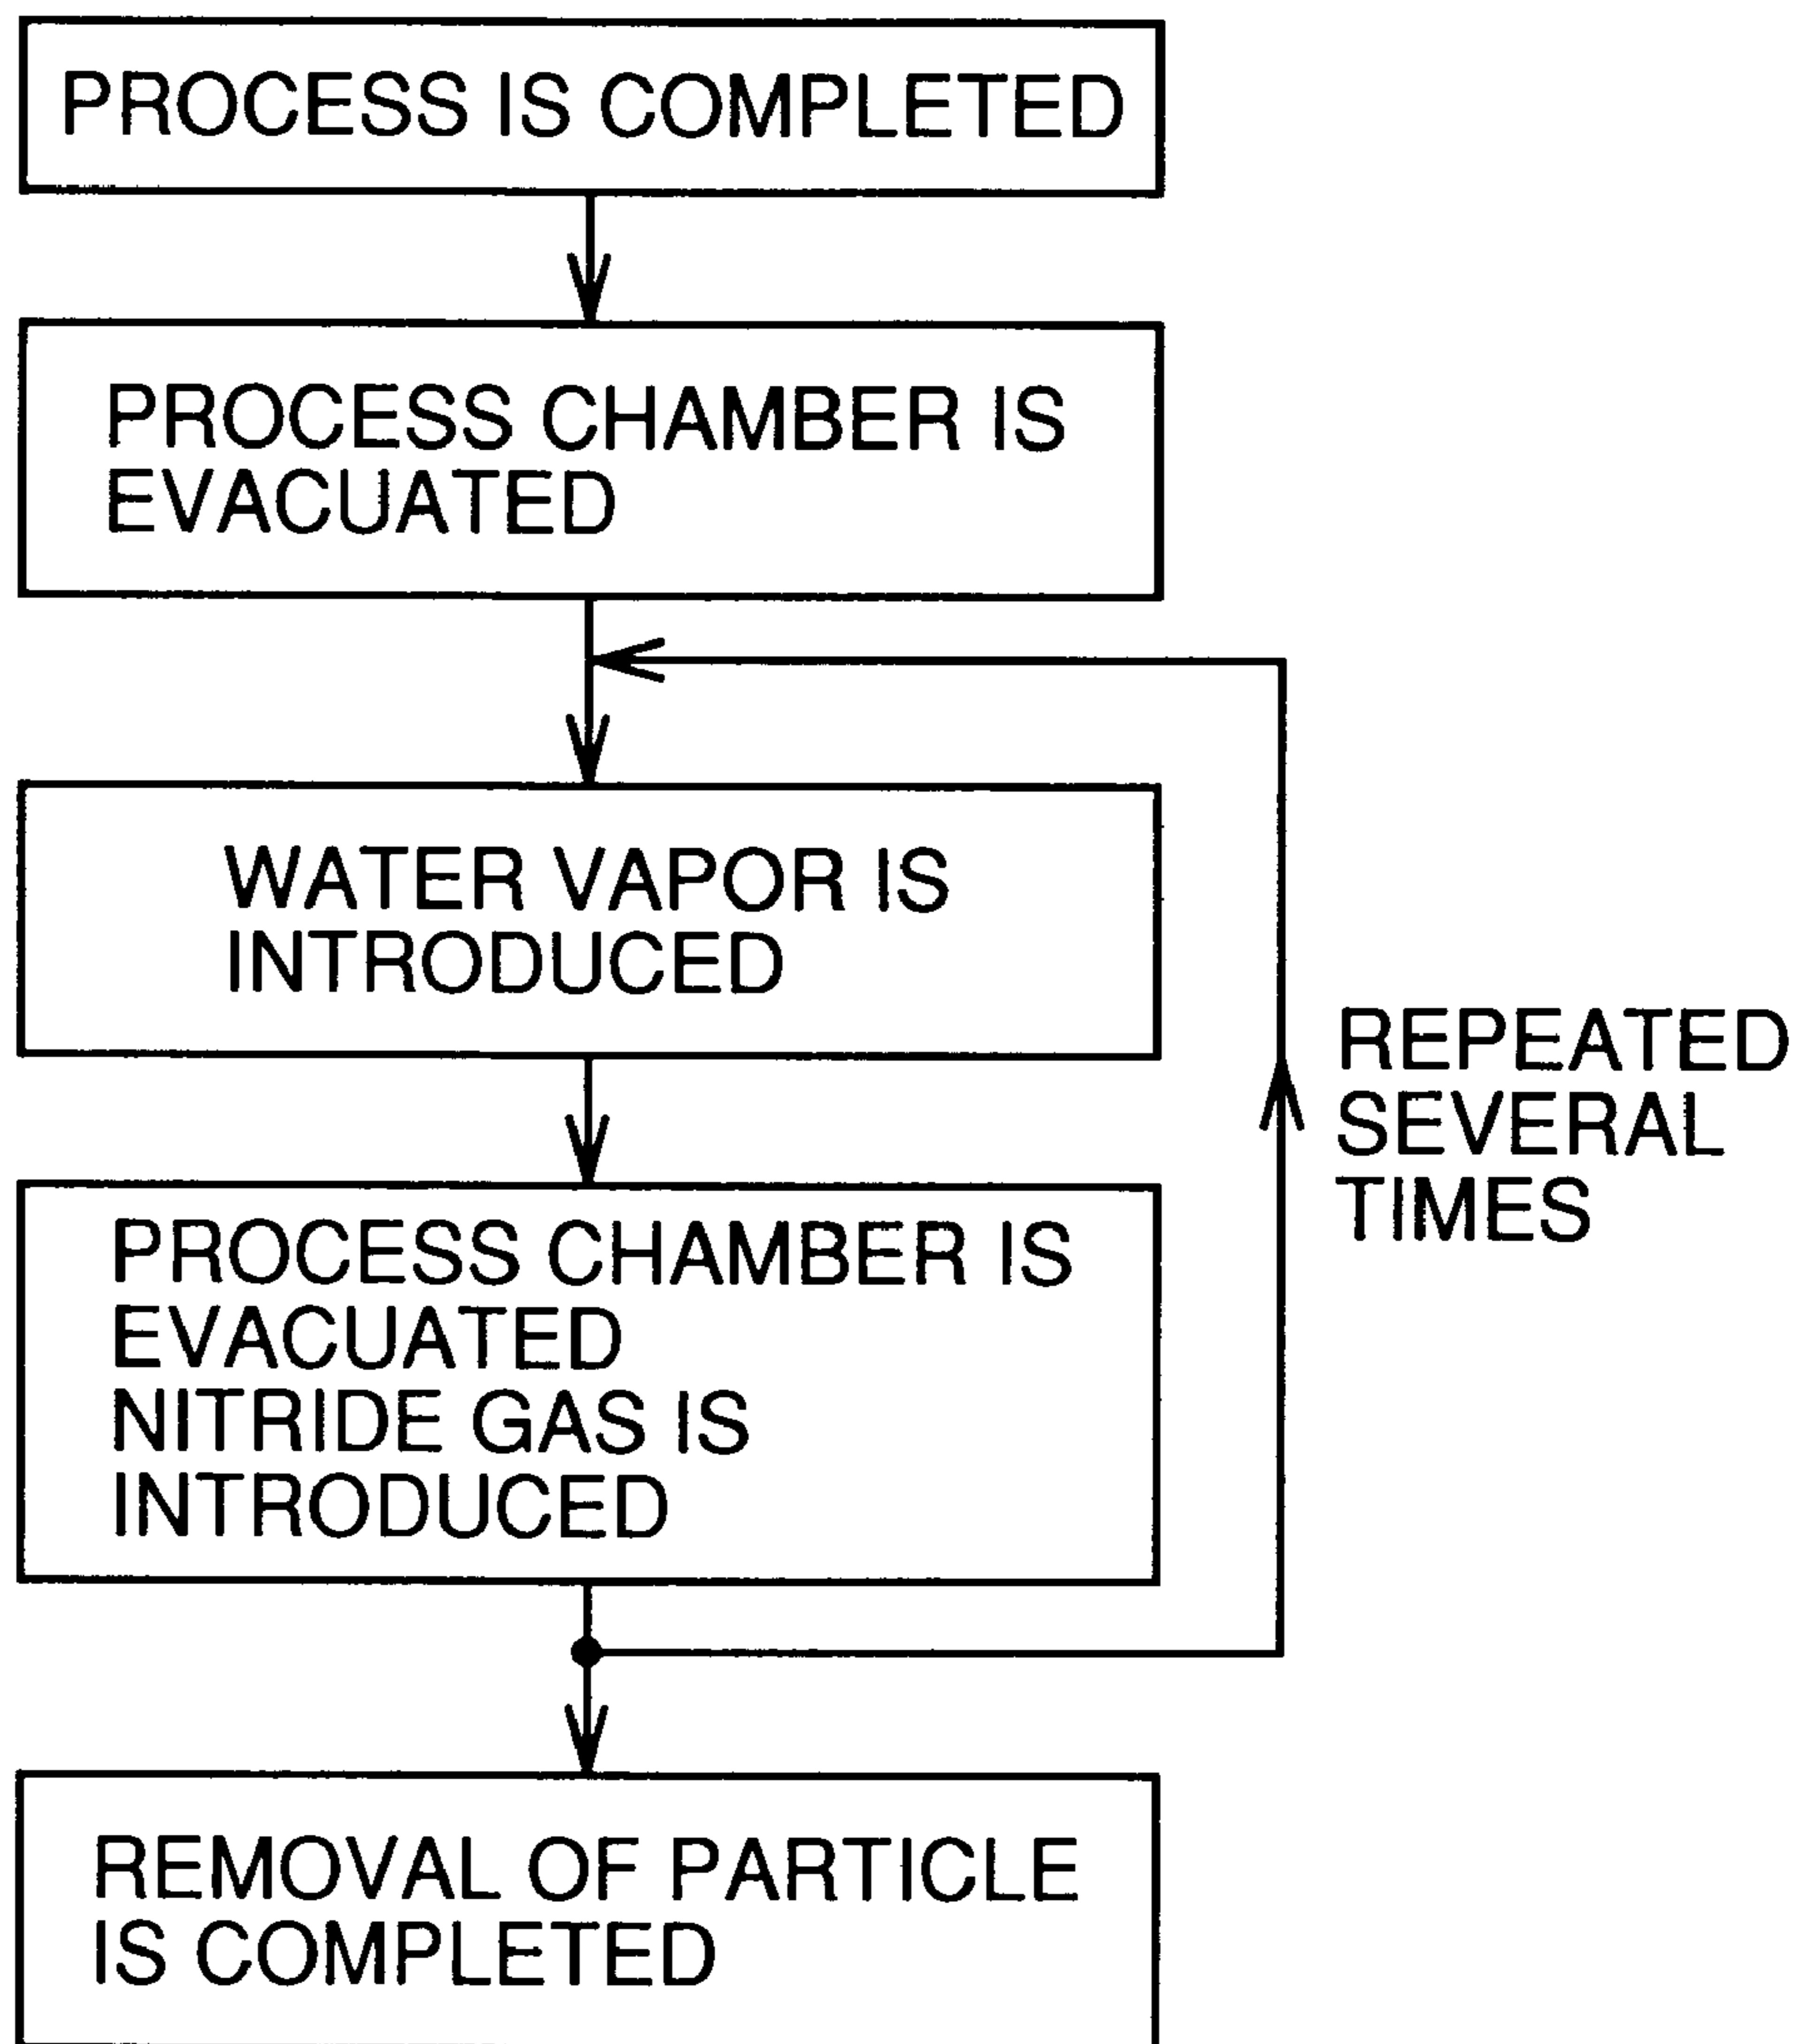 PROCESS IS COMPLETED
PROCESS CHAMBER IS
EVACUATED
WATER VAPOR IS
INTRODUCED
PROCESS CHAMBER IS
EVACUATED
NITRIDE GAS IS
INTRODUCED
REPEATED
SEVERAL
TIMES
REMOVAL OF PARTICLE
IS COMPLETED